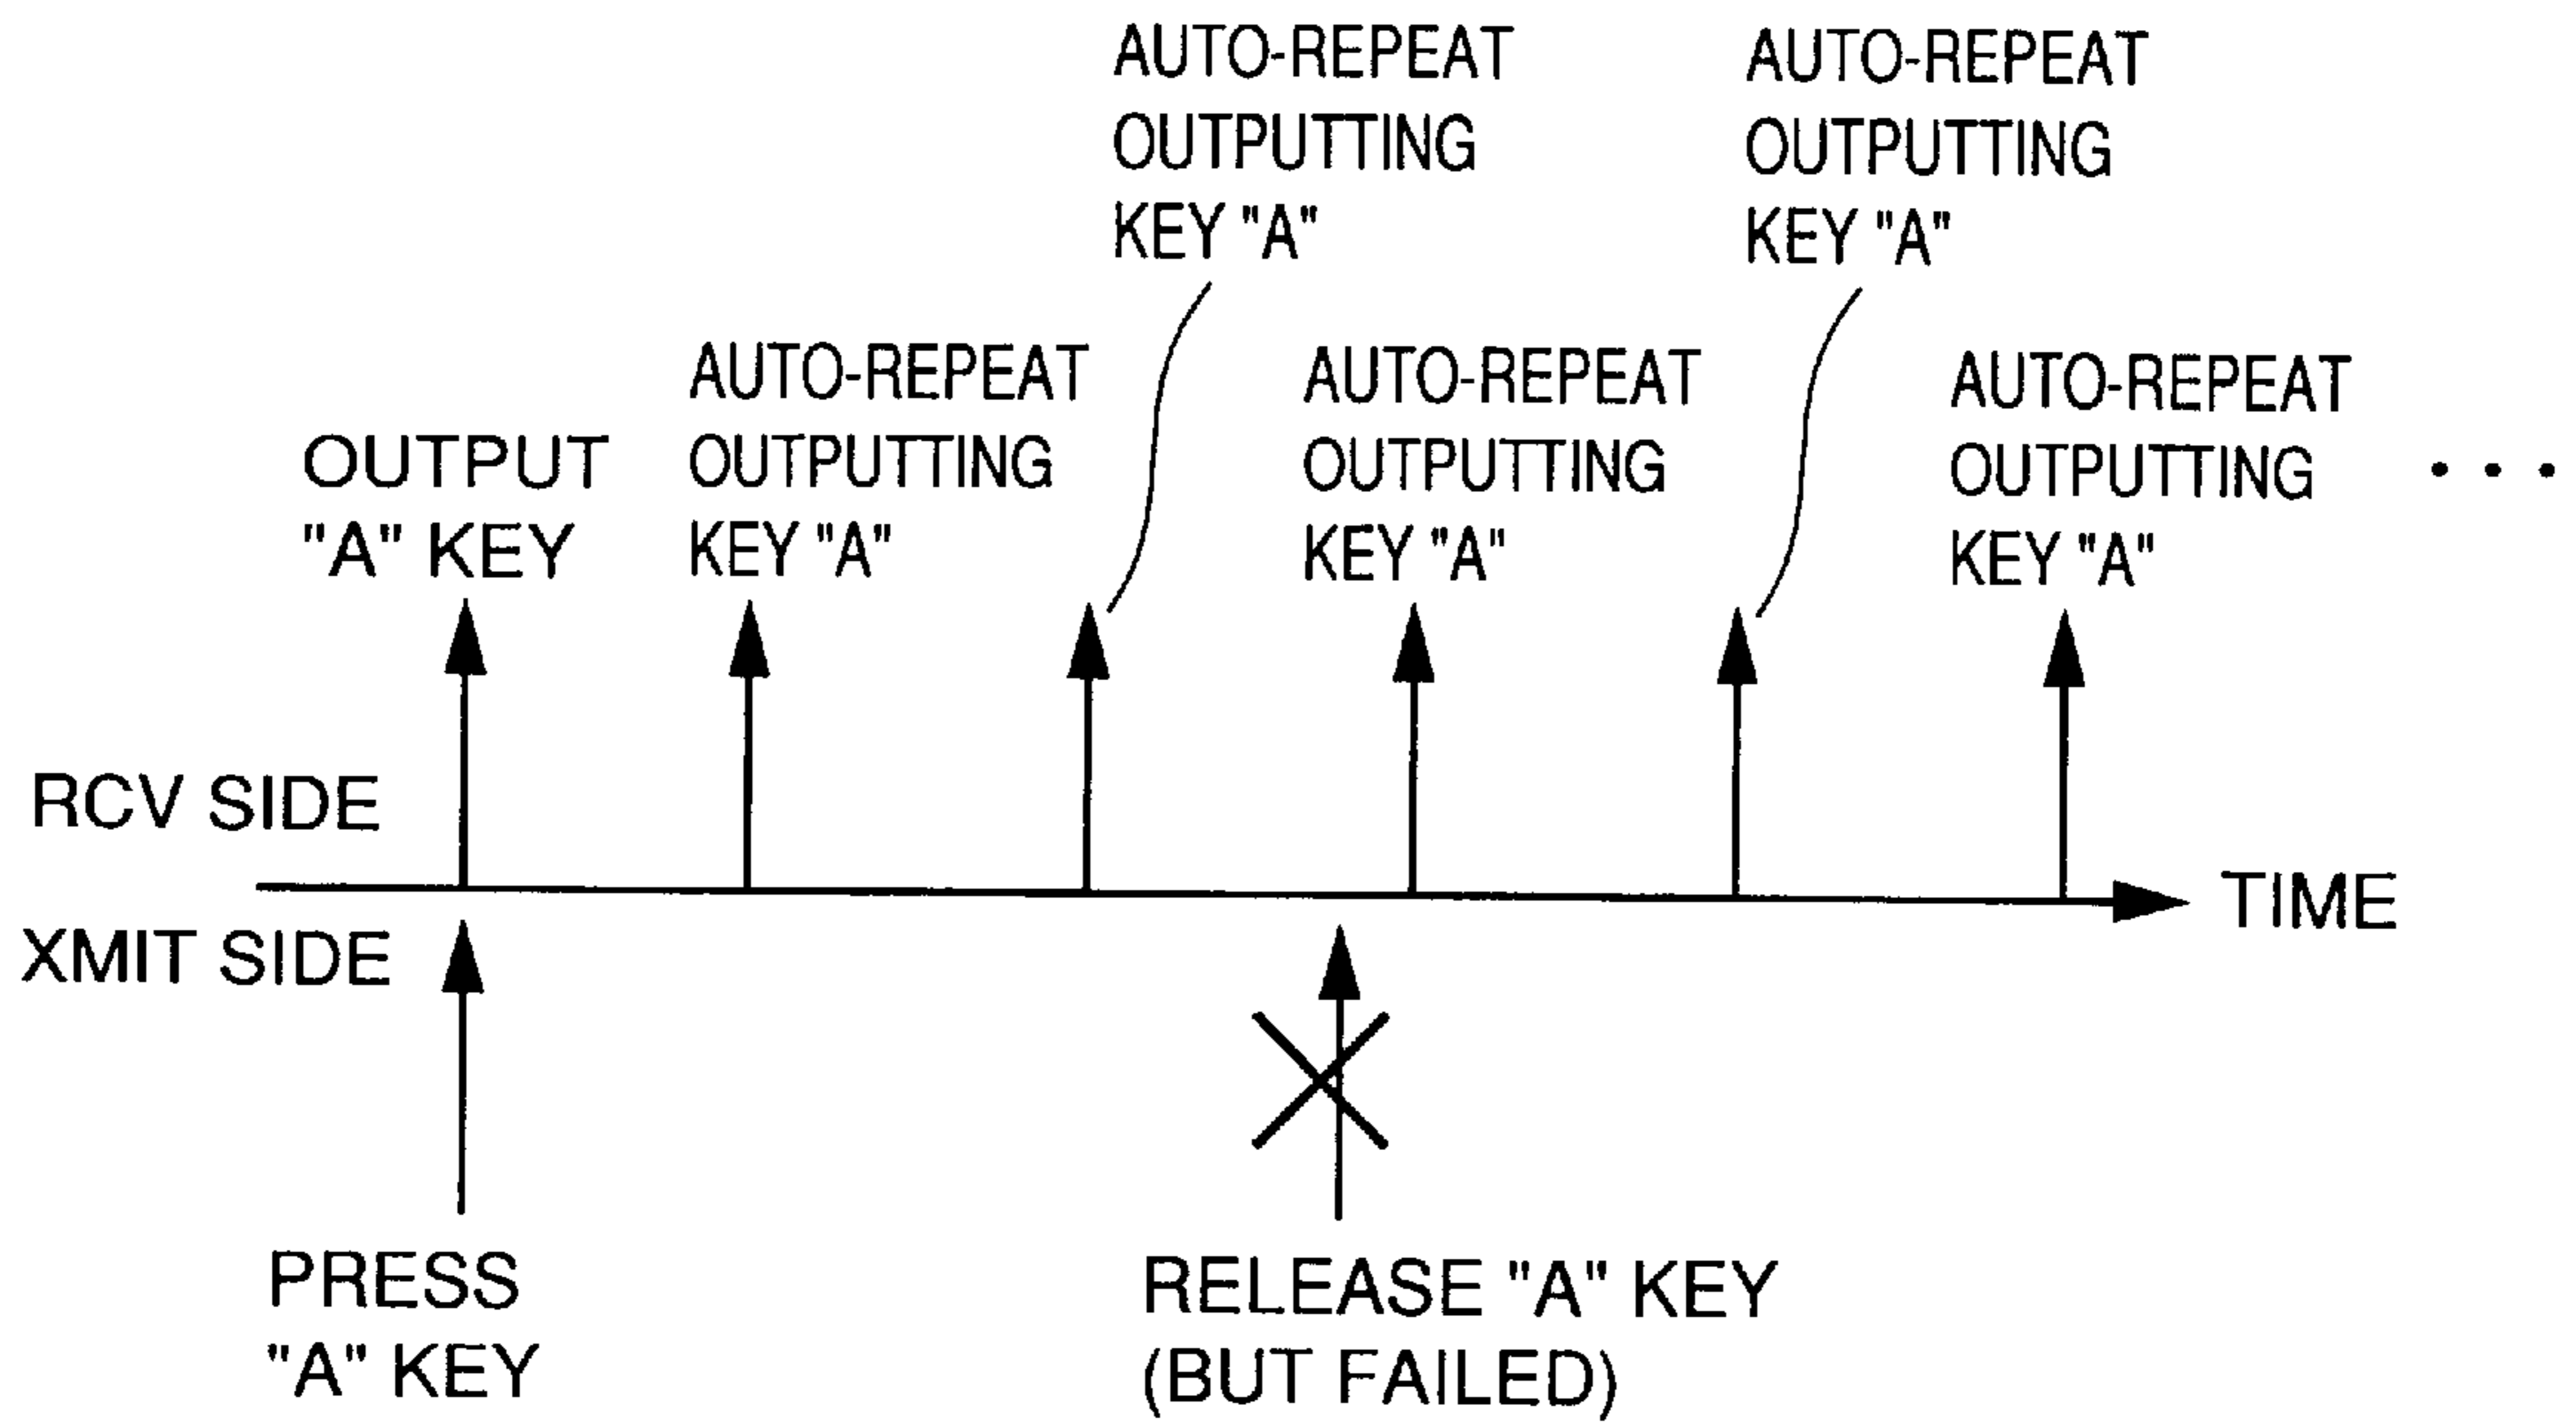 AUTO-REPEAT
OUTPUTTING
KEY "A"
AUTO-REPEAT
OUTPUTTING
KEY "A"
OUTPUT
"A" KEY
AUTO-REPEAT
OUTPUTTING
KEY "A"
AUTO-REPEAT
OUTPUTTING
KEY "A"
AUTO-REPEAT
OUTPUTTING
KEY "A"
. . .
RCV SIDE
XMIT SIDE
TIME
PRESS
"A" KEY
RELEASE "A" KEY
(BUT FAILED)